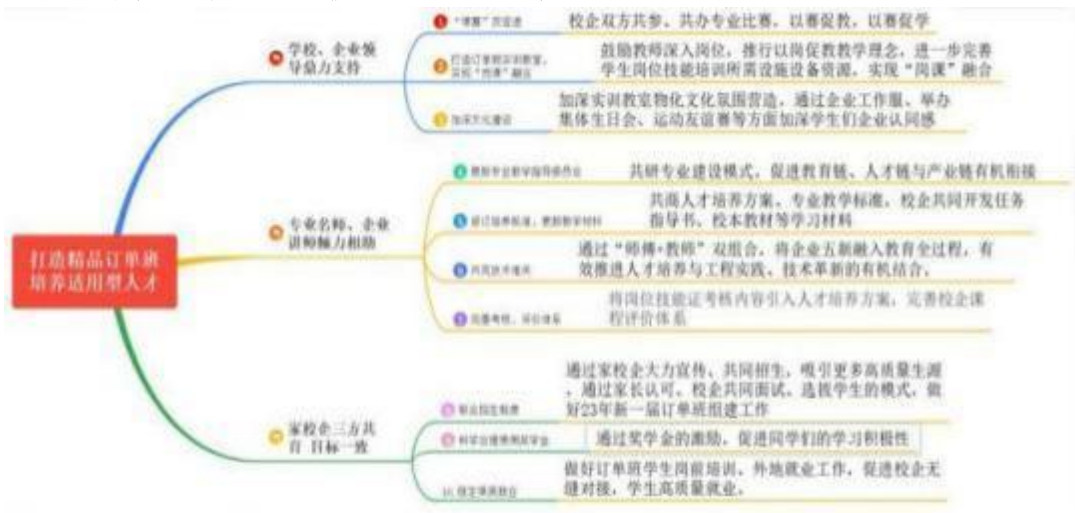 打造精品订单班
培养适用型人才
学校、企业领
导鼎力支持
校企双方共参、共办专业比赛，以赛促教，以赛促学
鼓励教师深入岗位，推行以岗促教教学理念，进一步完善
学生岗位技能培训所需设施设备资源，实现“岗课”融合
加深文化建设
加深实训教室物化文化氛围营造，通过企业工作服、举办
集体生日会、运动友谊赛等方面加深学生们企业认同感
专业名师、企业
讲师倾力相助
共研专业建设模式，促进教育链、人才链与产业链有机衔接
共商人才培养方案、专业教学标准，校企共同开发任务
指导书、校本教材等学习材料
通过“师傅+教师”双组合，将企业五新融入教育全过程，有
效推进人才培养与工程实践、技术革新的有机结合。
完善考核、评价体系
将岗位技能证考核内容引入人才培养方案，完善校企课
程评价体系
家校企三方共
育 目标一致
通过家校企大力宣传、共同招生，吸引更多高质量生源
，通过家长认可、校企共同面试、选拔学生的模式，做
好23年新一届订单班组建工作
通过奖学金的激励，促进同学们的学习积极性
做好订单班学生岗前培训、外地就业工作，促进校企无
缝对接，学生高质量就业。